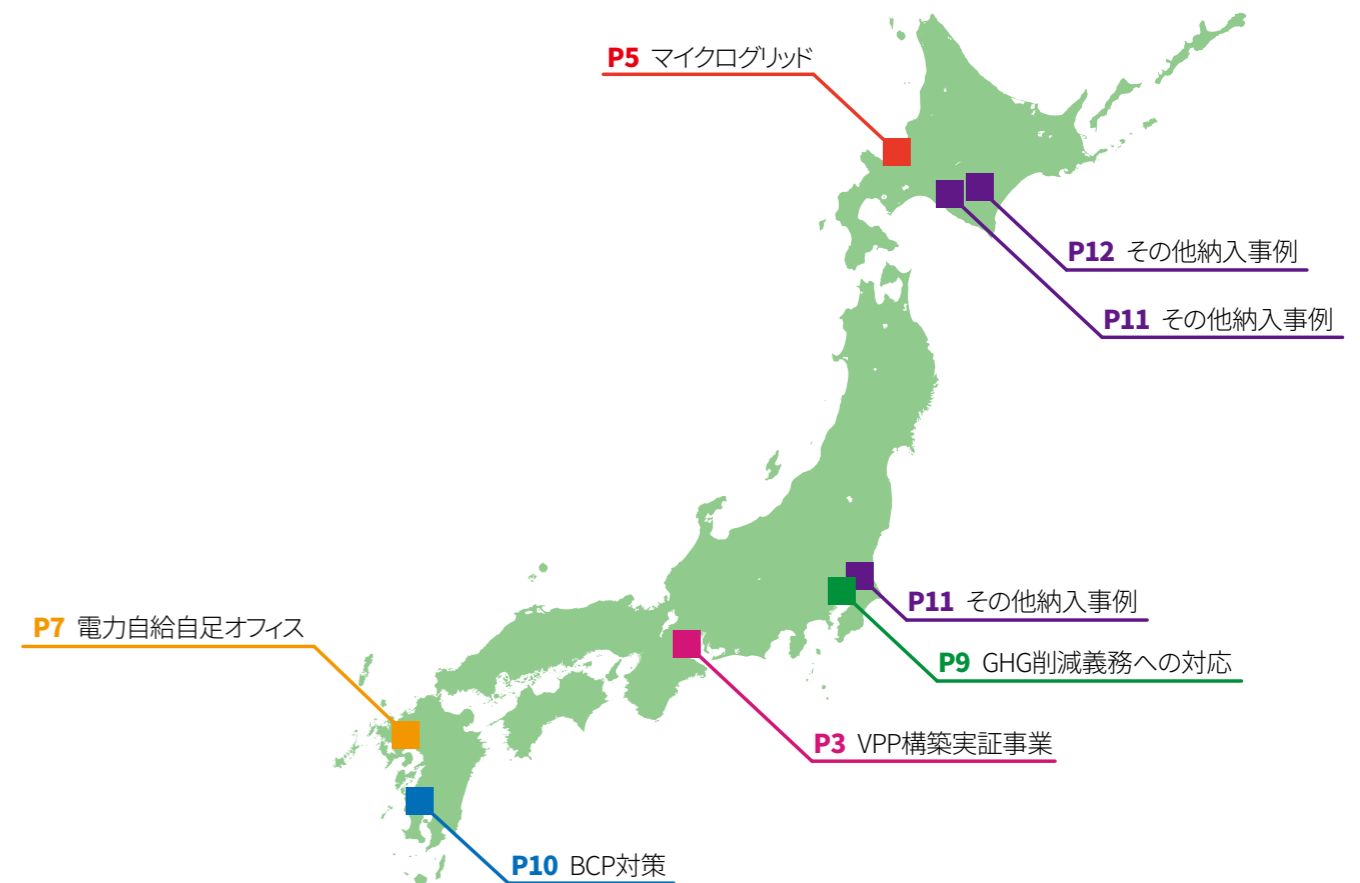 P5 マイクログリッド
P12 その他納入事例
P11 その他納入事例
P11 その他納入事例
P7 電力自給自足オフィス
P9 GHG削減義務への対応
P3 VPP構築実証事業
P10 BCP対策